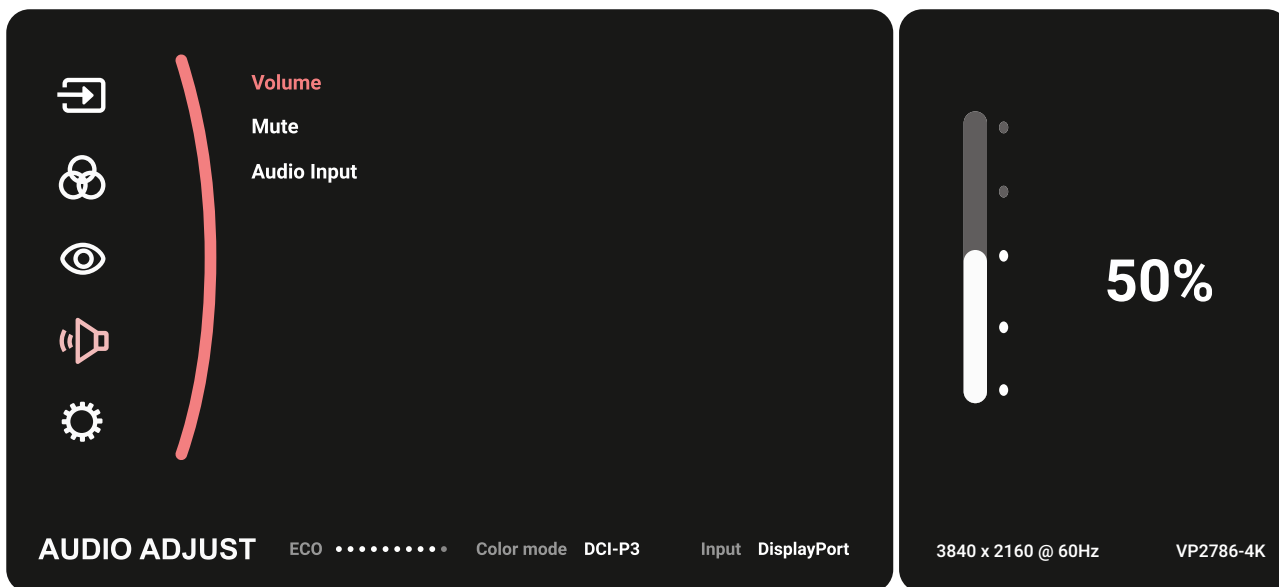 Volume
Mute
Audio Input
50%
AUDIO ADJUST ECO Color mode DCI-P3 Input DisplayPort
3840 x 2160 @ 60Hz VP2786-4K